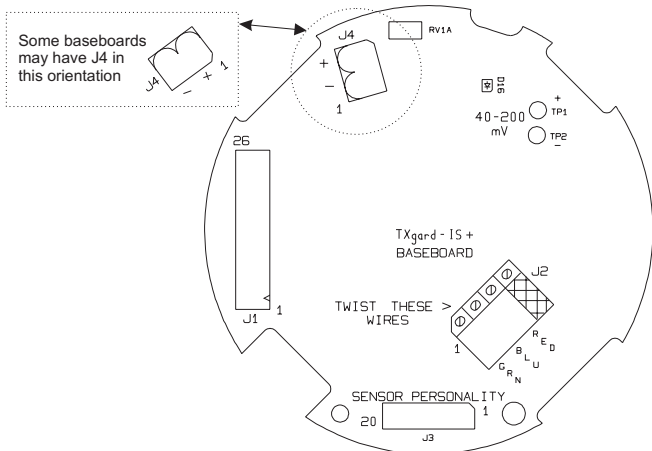 Some baseboards
may have J4 in
this orientation
J4
- + 1
J4
+
-
1
RV1A
D16
+
40-200
mV
TP1
TP2
-
26
J1
1
TXgard-IS+
BASEBOARD
J2
TWIST THESE >
WIRES
1
RED
BLU
GRN
SENSOR PERSONALITY
20
1
J3